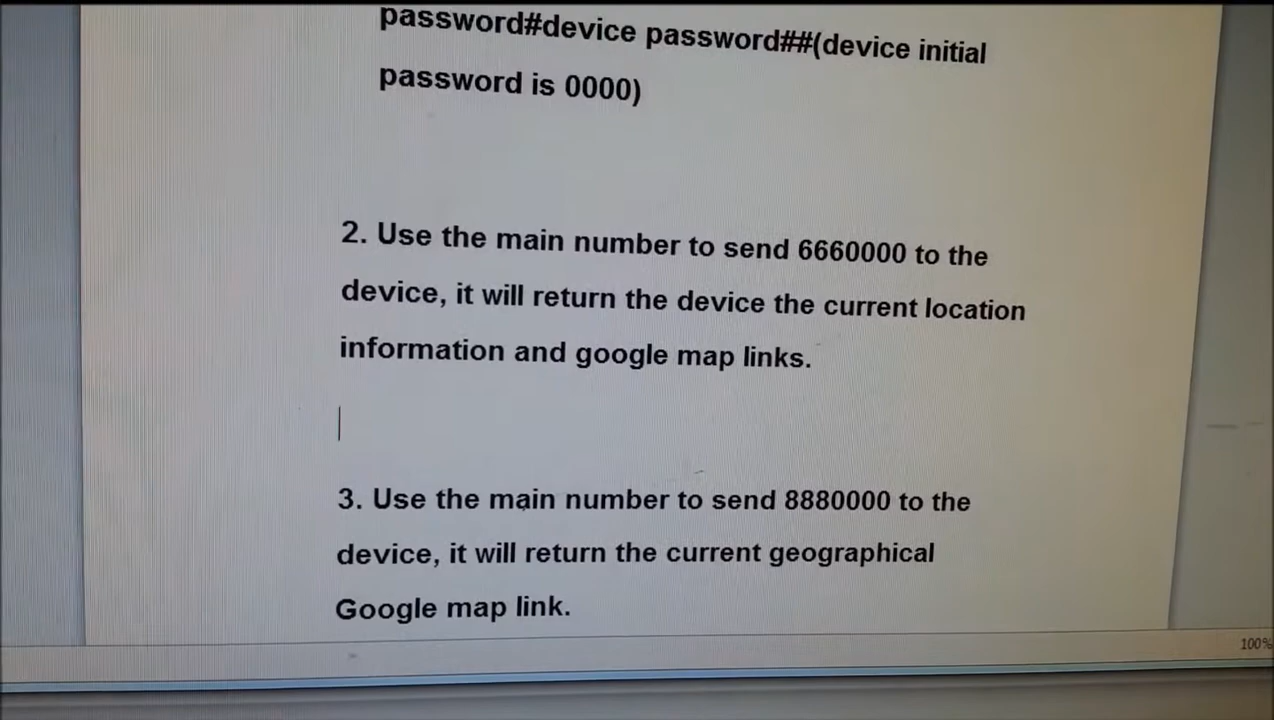 password#device password##(device initial
password is 0000)
2. Use the main number to send 6660000 to the
device, it will return the device the current location
information and google map links.
3. Use the main number to send 8880000 to the
device, it will return the current geographical
Google map link.
100%